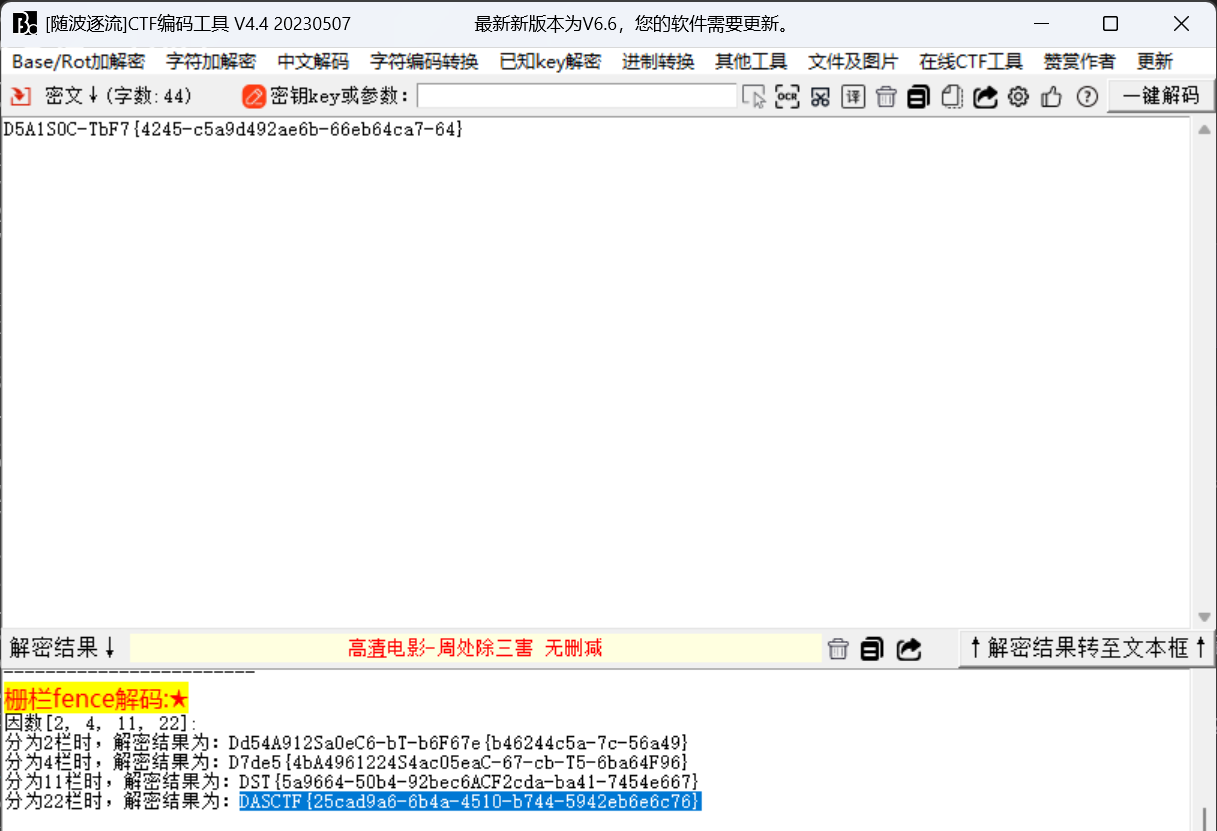 [随波逐流]CTF编码工具 V4.4 20230507 最新新版本为V6.6，您的软件需要更新。
Base/Rot加解密 字符加解密 中文解码 字符编码转换 已知key解密 进制转换 其他工具 文件及图片 在线CTF工具 赞赏作者 更新
密文↓(字数: 44) 密钥key或参数: OCR 译 一键解码
D5A1S0C-TbF7{4245-c5a9d492ae6b-66eb64ca7-64}
解密结果↓ 高清电影-周处除三害 无删减 ↑解密结果转至文本框↑
------------------------
栅栏fence解码:★
因数[2, 4, 11, 22]:
分为2栏时，解密结果为: Dd54A912Sa0eC6-bT-b6F67e{b46244c5a-7c-56a49}
分为4栏时，解密结果为: D7de5{4bA4961224S4ac05eaC-67-cb-T5-6ba64F96}
分为11栏时，解密结果为: DST{5a9664-50b4-92bec6ACF2cda-ba41-7454e667}
分为22栏时，解密结果为: DASCTF{25cad9a6-6b4a-4510-b744-5942eb6e6c76}